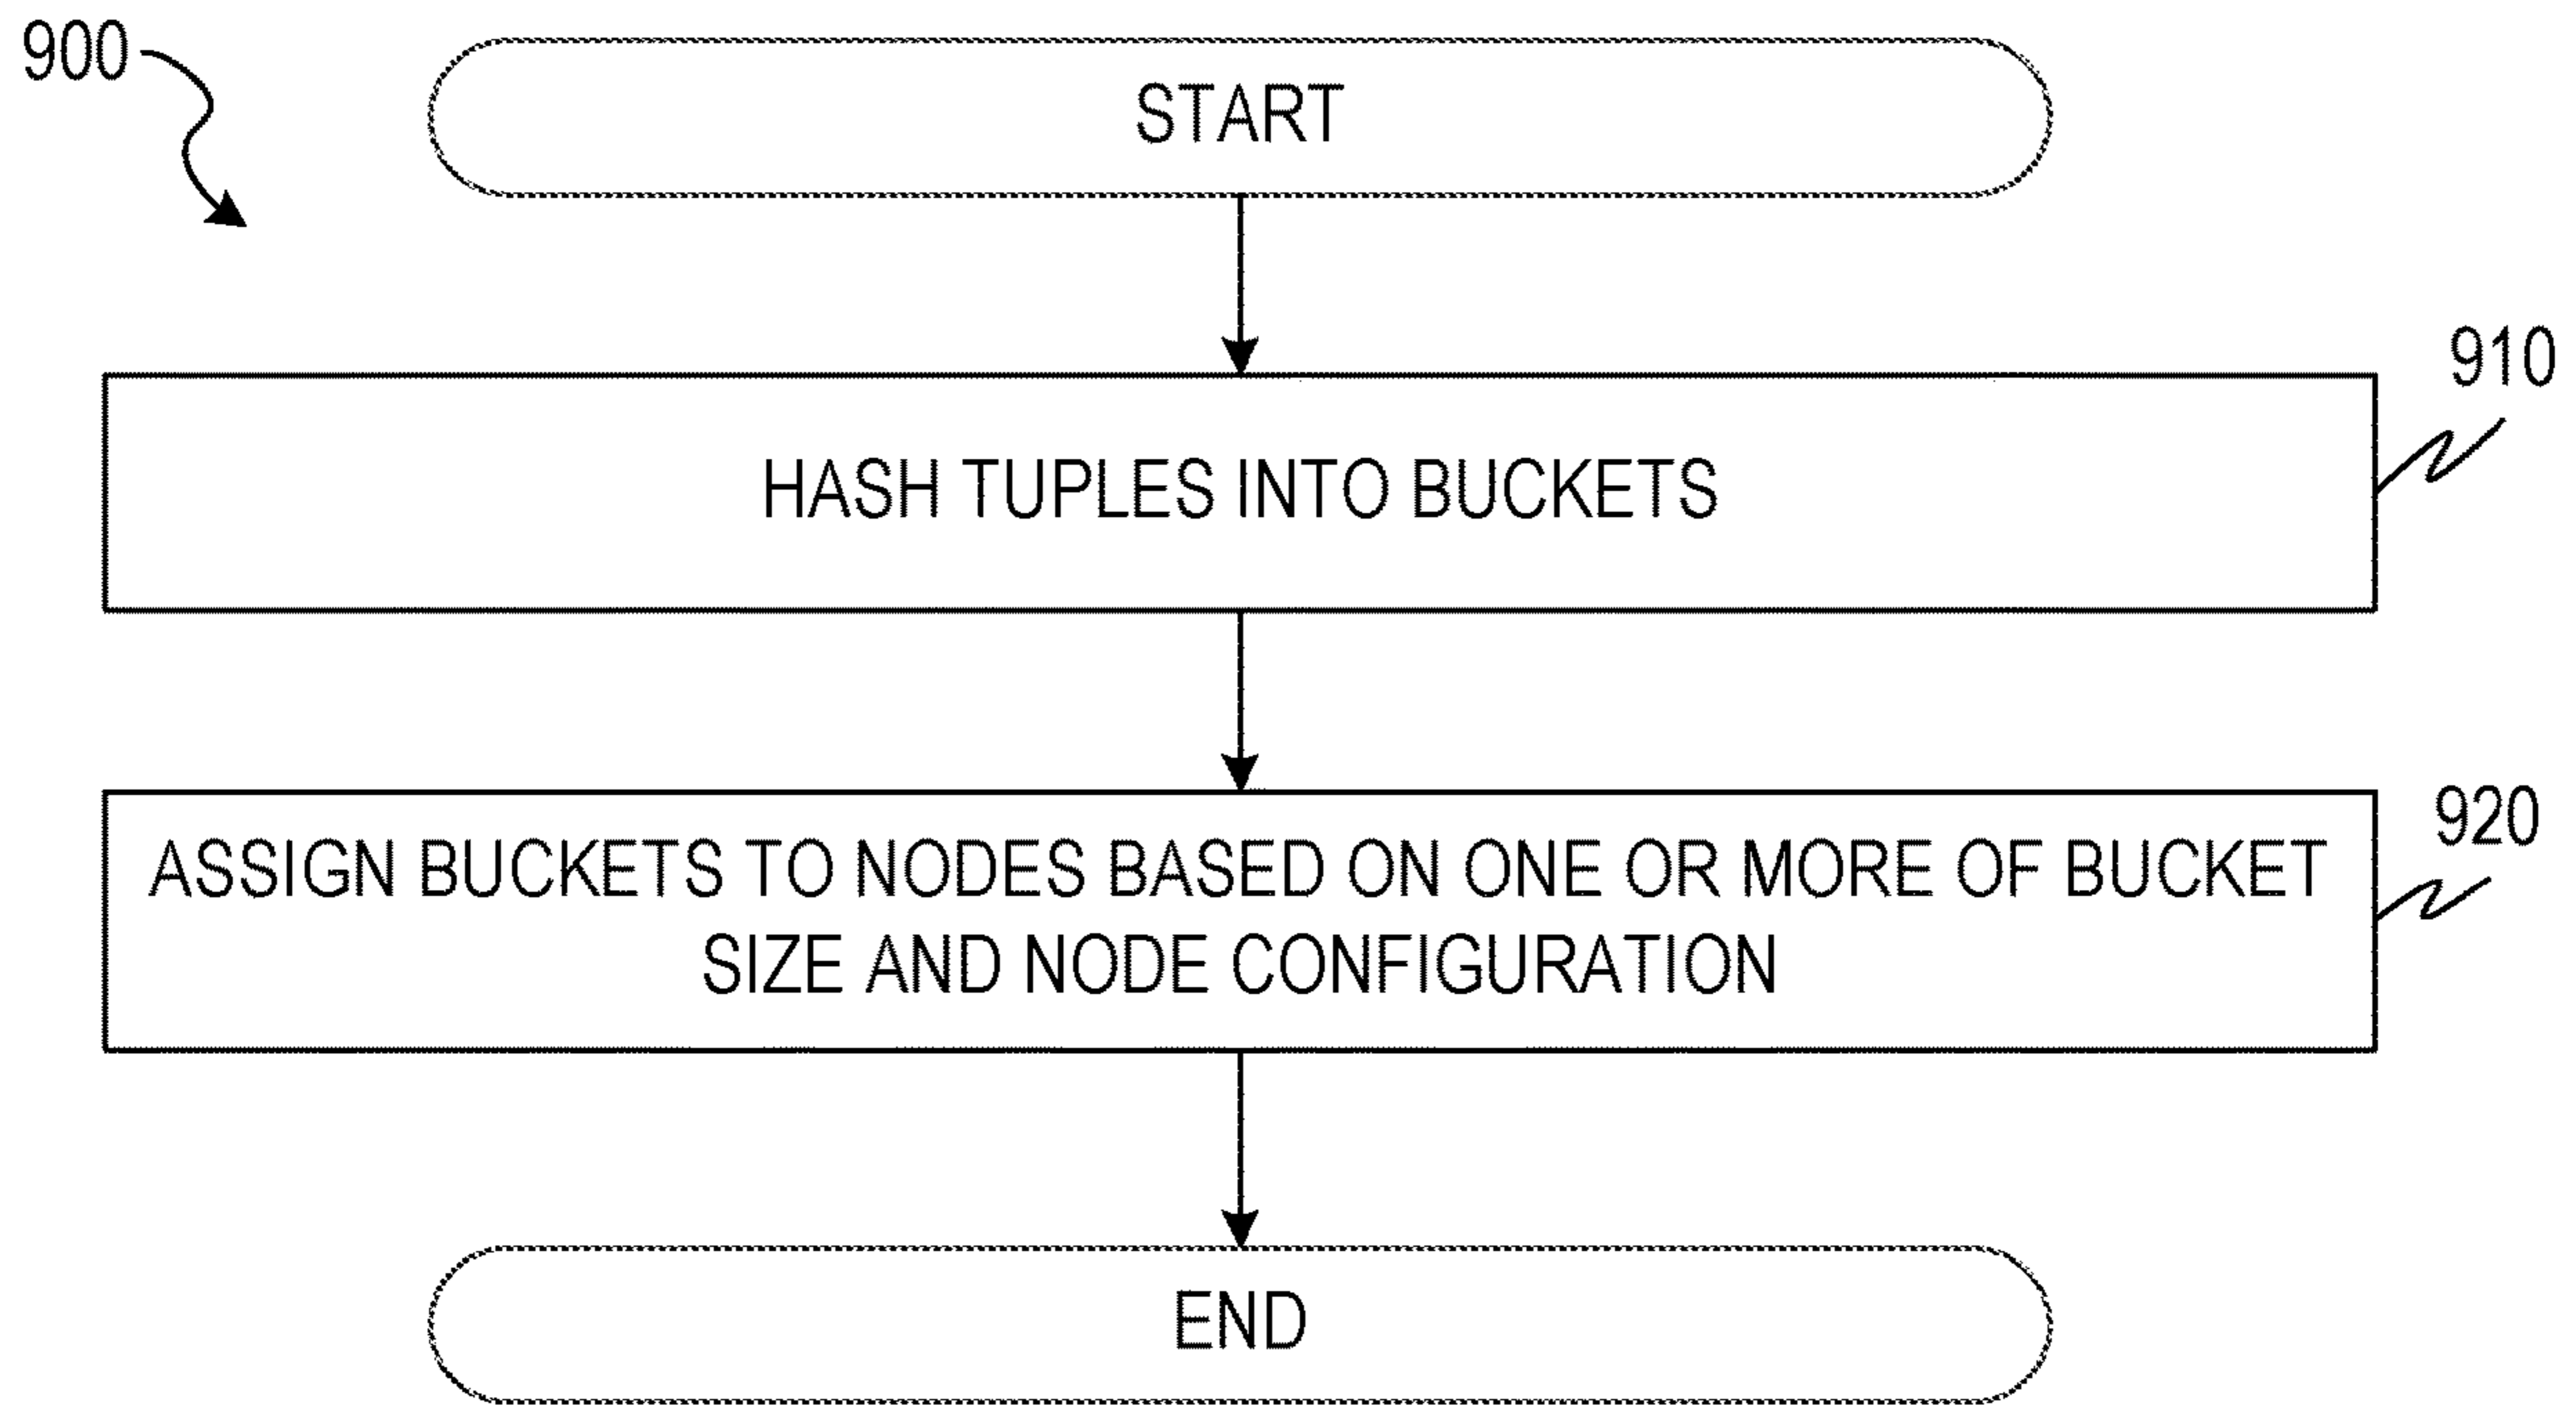 900
START
910
HASH TUPLES INTO BUCKETS
920
ASSIGN BUCKETS TO NODES BASED ON ONE OR MORE OF BUCKET
SIZE AND NODE CONFIGURATION
END